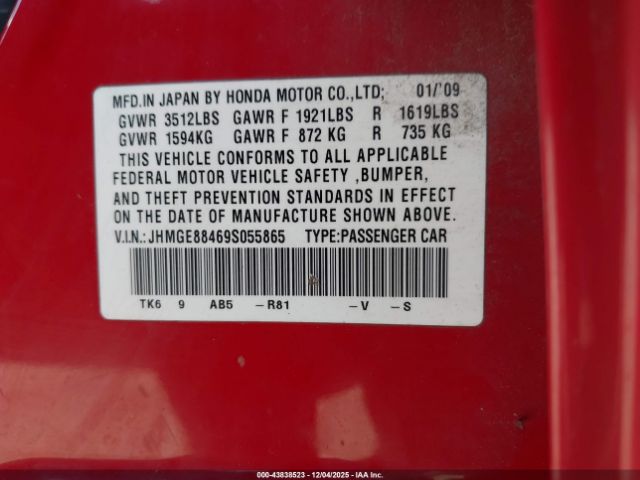 MFD.IN JAPAN BY HONDA MOTOR CO.,LTD; 01/'09
GVWR 3512LBS GAWR F 1921LBS R 1619LBS
GVWR 1594KG GAWR F 872 KG R 735 KG
THIS VEHICLE CONFORMS TO ALL APPLICABLE
FEDERAL MOTOR VEHICLE SAFETY ,BUMPER,
AND THEFT PREVENTION STANDARDS IN EFFECT
ON THE DATE OF MANUFACTURE SHOWN ABOVE.
V.I.N.: JHMGE88469S055865 TYPE:PASSENGER CAR
TK6 9 AB5 -R81 -V -S
000-43838523 - 12/04/2025 - IAA Inc.